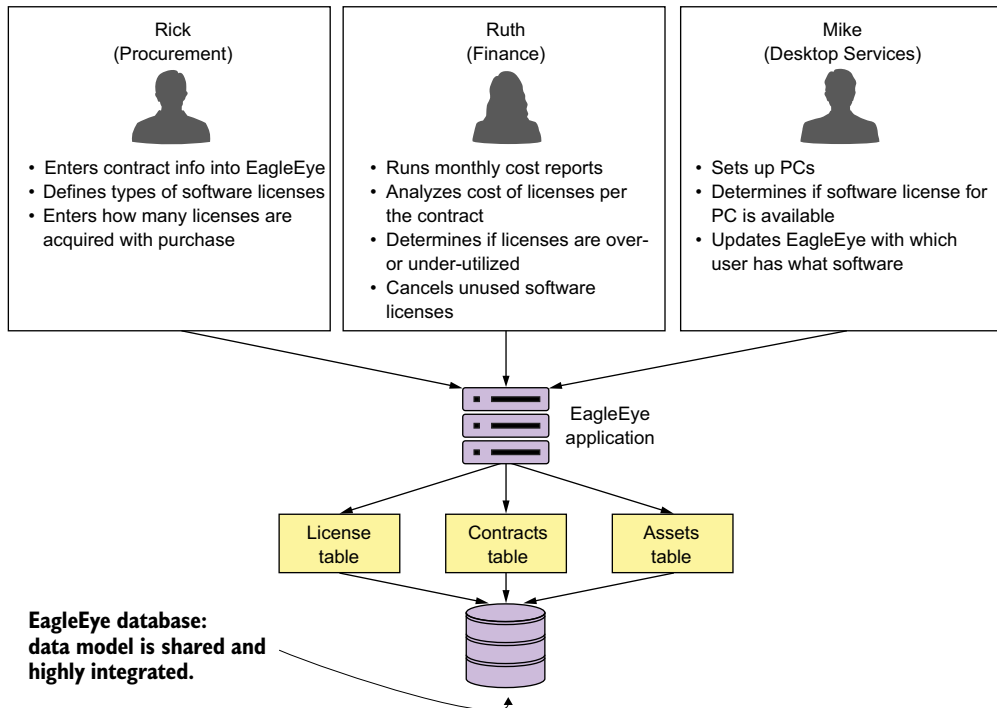 Rick
(Procurement)
• Enters contract info into EagleEye
• Defines types of software licenses
• Enters how many licenses are
acquired with purchase
Ruth
(Finance)
• Runs monthly cost reports
• Analyzes cost of licenses per
the contract
• Determines if licenses are over-
or under-utilized
• Cancels unused software
licenses
Mike
(Desktop Services)
• Sets up PCs
• Determines if software license for
PC is available
• Updates EagleEye with which
user has what software
EagleEye
application
License
table
Contracts
table
Assets
table
EagleEye database:
data model is shared and
highly integrated.